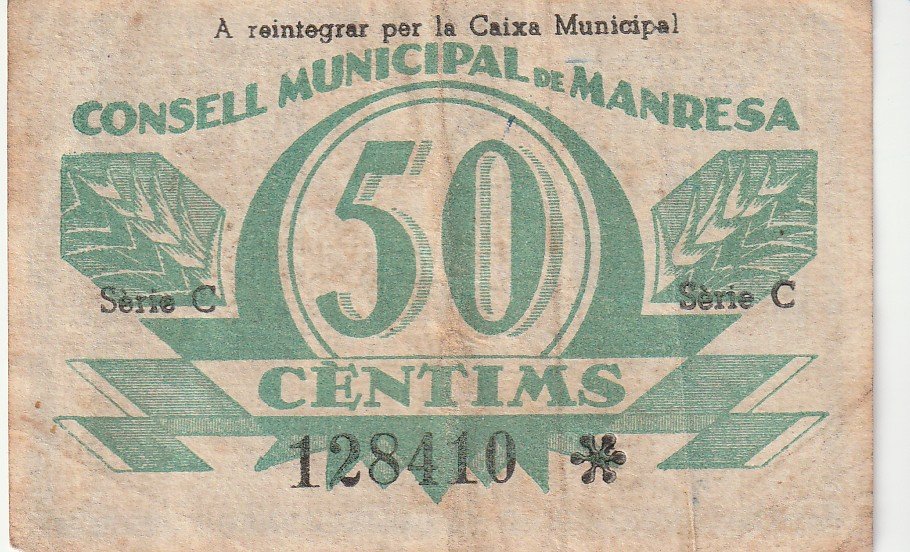 A reintegrar per la Caixa Municipal
CONSELL MUNICIPAL DE MANRESA
50
Sèrie C Sèrie C
CÈNTIMS
128410 *